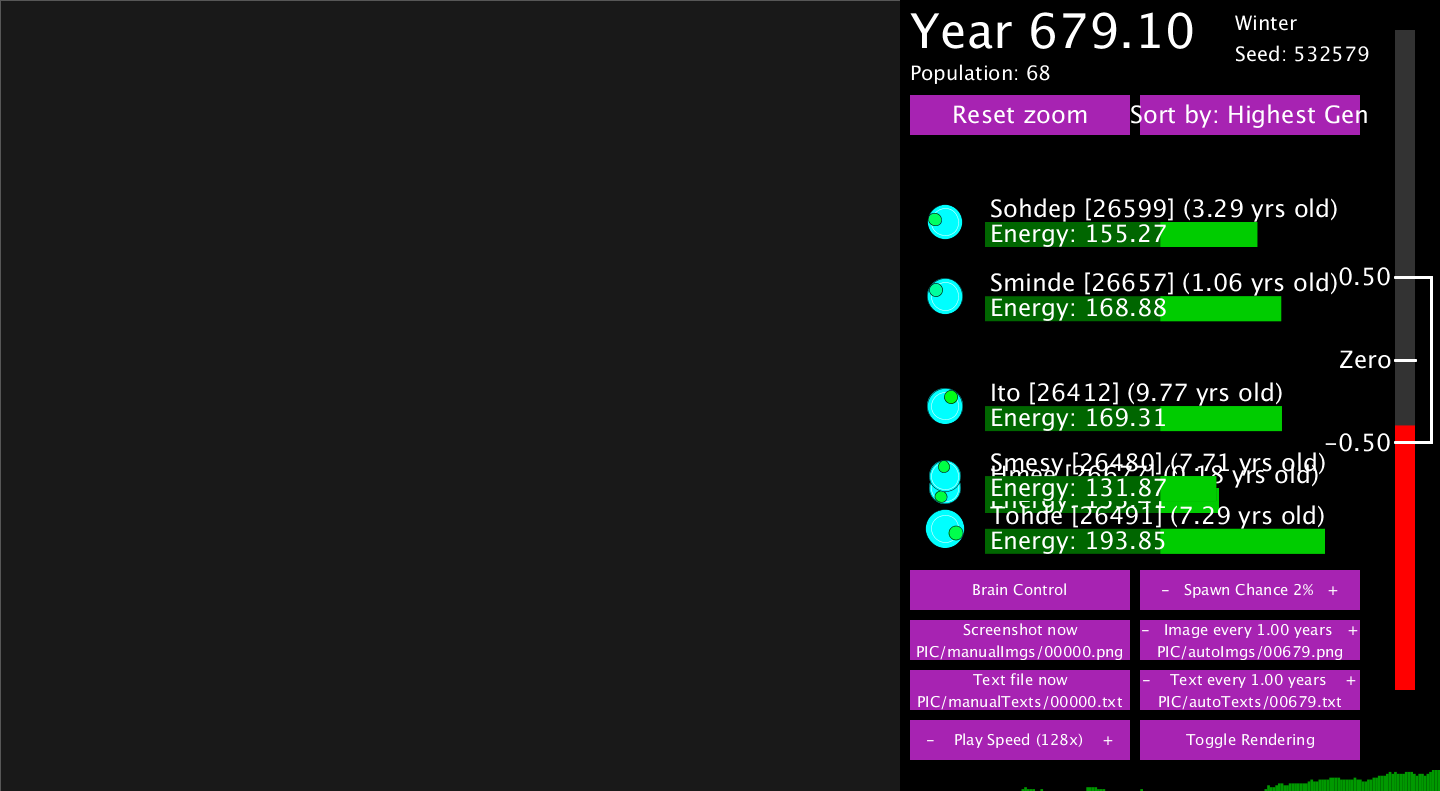 Year 679.10
Winter
Seed: 532579
Population: 68
Reset zoom
Sort by: Highest Gen
Sohdep [26599] (3.29 yrs old)
Energy: 155.27
Sminde [26657] (1.06 yrs old)
Energy: 168.88
0.50
Zero
-0.50
Ito [26412] (9.77 yrs old)
Energy: 169.31
Smesy [26480] (7.71 yrs old)
yrs old)
Energy: 131.87
Tohde [26491] (7.29 yrs old)
Energy: 193.85
Brain Control
- Spawn Chance 2% +
Screenshot now
PIC/manualImgs/00000.png
- Image every 1.00 years +
PIC/autoImgs/00679.png
Text file now
PIC/manualTexts/00000.txt
- Text every 1.00 years +
PIC/autoTexts/00679.txt
- Play Speed (128x) +
Toggle Rendering